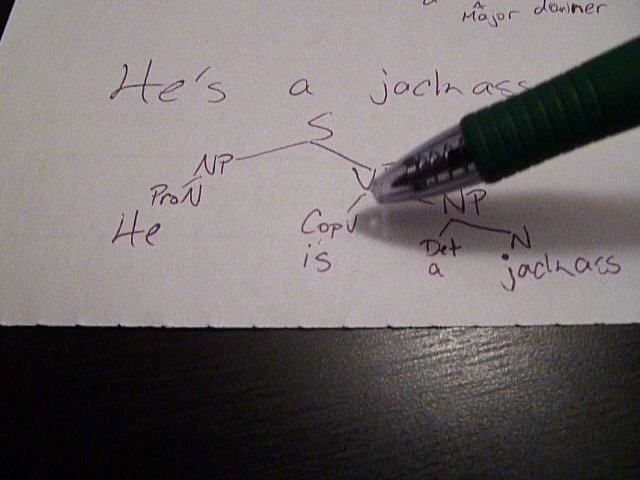 Major downer
He's a jackass
S
NP V
ProN NP
He CopV
is Det N
a jackass